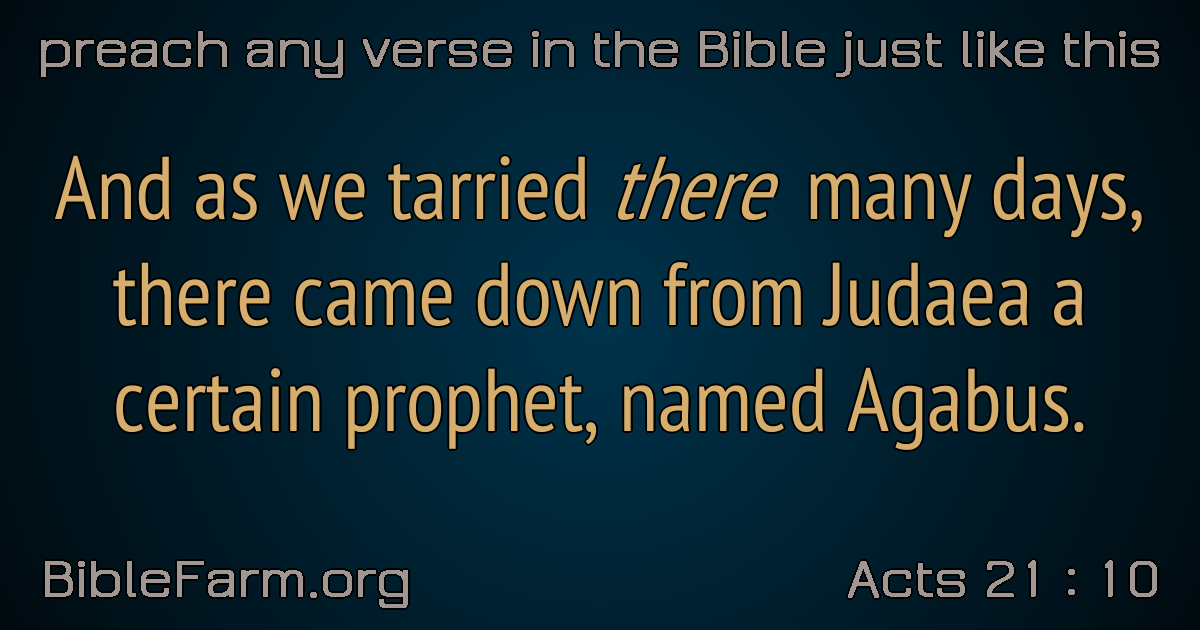 preach any verse in the Bible just like this
And as we tarried there many days,
there came down from Judaea a
certain prophet, named Agabus.
BibleFarm.org
Acts 21 : 10